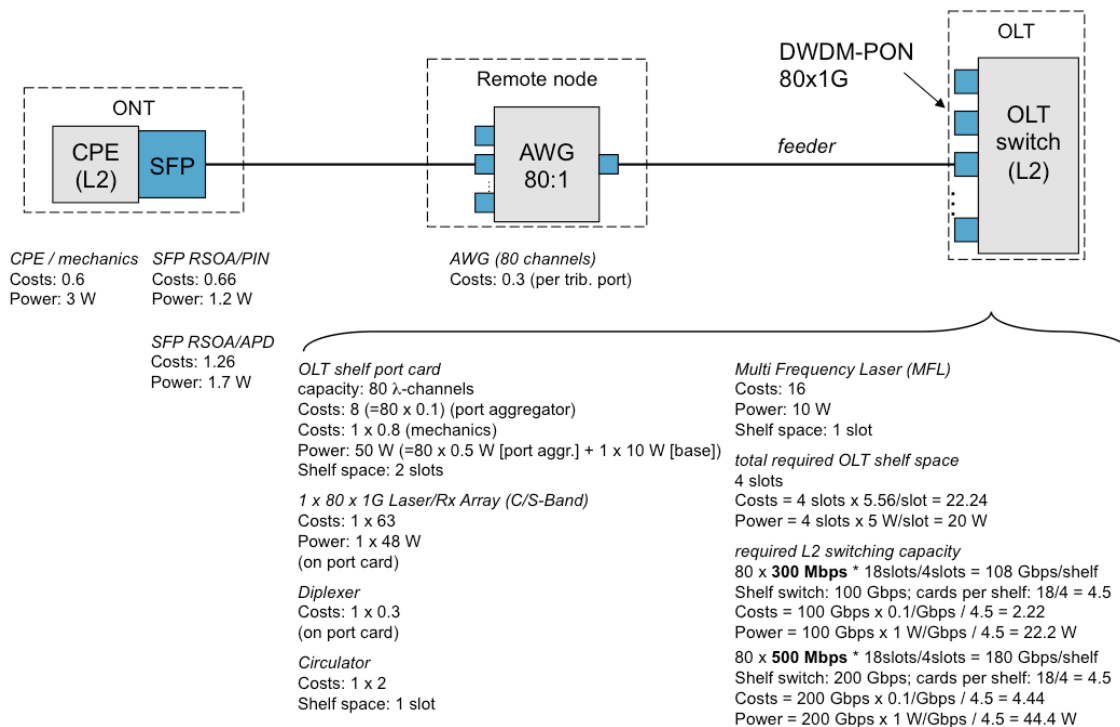 OLT
DWDM-PON
80x1G
Remote node
ONT
CPE
(L2)
SFP
AWG
80:1
feeder
OLT
switch
(L2)
CPE / mechanics
Costs: 0.6
Power: 3 W
SFP RSOA/PIN
Costs: 0.66
Power: 1.2 W
SFP RSOA/APD
Costs: 1.26
Power: 1.7 W
AWG (80 channels)
Costs: 0.3 (per trib. port)
OLT shelf port card
capacity: 80 λ-channels
Costs: 8 (=80 x 0.1) (port aggregator)
Costs: 1 x 0.8 (mechanics)
Power: 50 W (=80 x 0.5 W [port aggr.] + 1 x 10 W [base])
Shelf space: 2 slots
1 x 80 x 1G Laser/Rx Array (C/S-Band)
Costs: 1 x 63
Power: 1 x 48 W
(on port card)
Diplexer
Costs: 1 x 0.3
(on port card)
Circulator
Costs: 1 x 2
Shelf space: 1 slot
Multi Frequency Laser (MFL)
Costs: 16
Power: 10 W
Shelf space: 1 slot
total required OLT shelf space
4 slots
Costs = 4 slots x 5.56/slot = 22.24
Power = 4 slots x 5 W/slot = 20 W
required L2 switching capacity
80 x 300 Mbps * 18slots/4slots = 108 Gbps/shelf
Shelf switch: 100 Gbps; cards per shelf: 18/4 = 4.5
Costs = 100 Gbps x 0.1/Gbps / 4.5 = 2.22
Power = 100 Gbps x 1 W/Gbps / 4.5 = 22.2 W
80 x 500 Mbps * 18slots/4slots = 180 Gbps/shelf
Shelf switch: 200 Gbps; cards per shelf: 18/4 = 4.5
Costs = 200 Gbps x 0.1/Gbps / 4.5 = 4.44
Power = 200 Gbps x 1 W/Gbps / 4.5 = 44.4 W